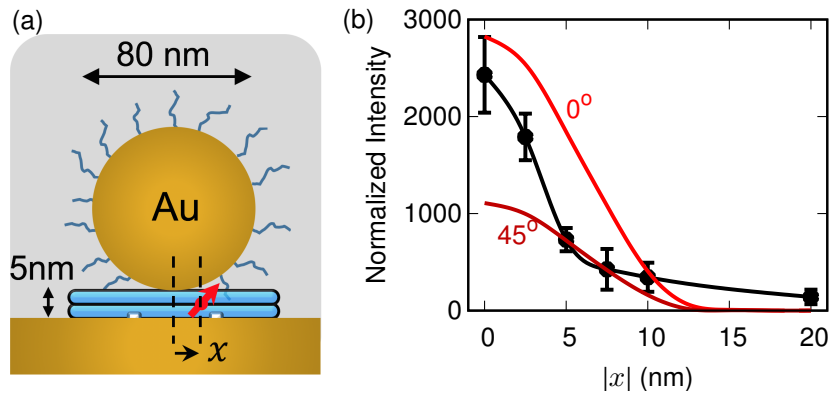 (a)
80 nm
Au
5nm
x
(b)
Normalized Intensity
3000
2000
1000
0
0°
45°
0 5 10 15 20
|x| (nm)